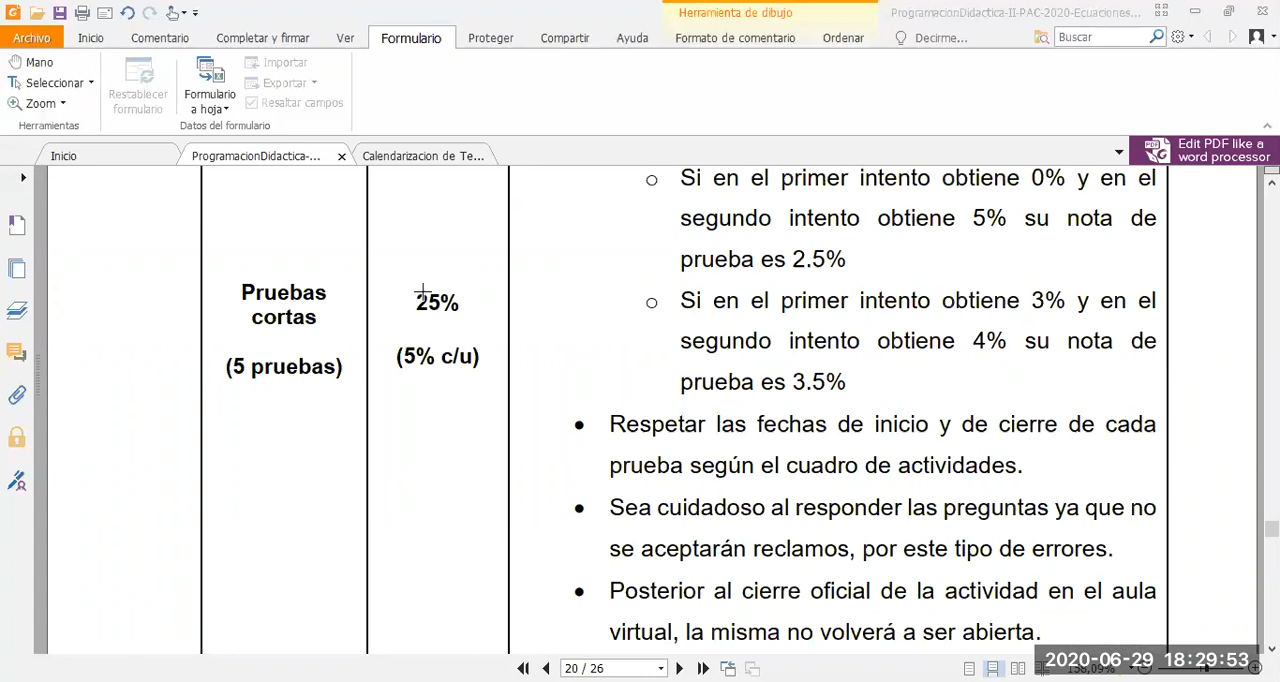 Herramienta de dibujo
ProgramacionDidactica-II-PAC-2020-Ecuaciones...
Archivo Inicio Comentario Completar y firmar Ver Formulario Proteger Compartir Ayuda Formato de comentario Ordenar Decirme... Buscar
Mano
Seleccionar
Zoom
Herramientas
Restablecer
formulario
Formulario
a hoja
Importar
Exportar
Resaltar campos
Datos del formulario
Inicio ProgramacionDidactica-... Calendarizacion de Te...
Edit PDF like a
word processor
Si en el primer intento obtiene 0% y en el
segundo intento obtiene 5% su nota de
prueba es 2.5%
Pruebas
cortas
(5 pruebas)
25%
(5% c/u)
Si en el primer intento obtiene 3% y en el
segundo intento obtiene 4% su nota de
prueba es 3.5%
Respetar las fechas de inicio y de cierre de cada
prueba según el cuadro de actividades.
Sea cuidadoso al responder las preguntas ya que no
se aceptarán reclamos, por este tipo de errores.
Posterior al cierre oficial de la actividad en el aula
virtual, la misma no volverá a ser abierta.
20 / 26
2020-06-29 18:29:53
158,09%